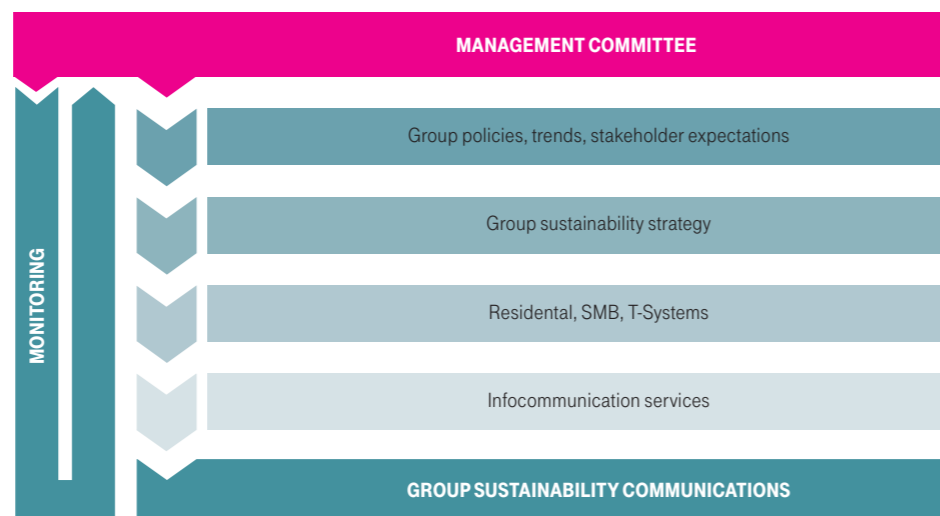 MANAGEMENT COMMITTEE
Group policies, trends, stakeholder expectations
Group sustainability strategy
Residental, SMB, T-Systems
Infocommunication services
GROUP SUSTAINABILITY COMMUNICATIONS
MONITORING